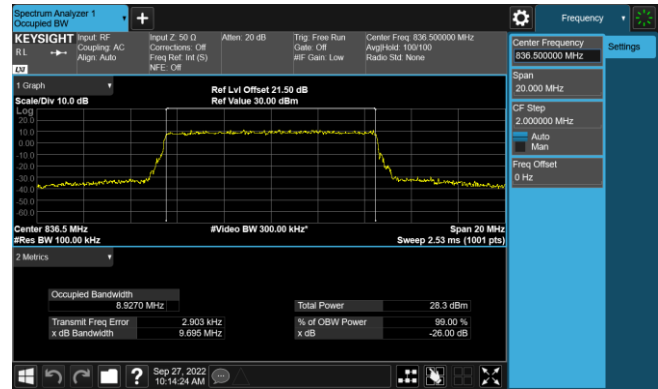 Spectrum Analyzer 1
Occupied BW
Frequency
KEYSIGHT
RL
LXI
Input: RF
Coupling: AC
Align: Auto
Input Z: 50 Ω
Corrections: Off
Freq Ref: Int (S)
NFE: Off
Atten: 20 dB
Trig: Free Run
Gate: Off
#IF Gain: Low
Center Freq: 836.500000 MHz
Avg|Hold: 100/100
Radio Std: None
Center Frequency
836.500000 MHz
Settings
Span
20.000 MHz
CF Step
2.000000 MHz
Auto
Man
Freq Offset
0 Hz
1 Graph
Scale/Div 10.0 dB
Ref Lvl Offset 21.50 dB
Ref Value 30.00 dBm
Log
20.0
10.0
0.00
-10.0
-20.0
-30.0
-40.0
-50.0
-60.0
Center 836.5 MHz
#Res BW 100.00 kHz
#Video BW 300.00 kHz*
Span 20 MHz
Sweep 2.53 ms (1001 pts)
2 Metrics
Occupied Bandwidth
8.9270 MHz
Total Power 28.3 dBm
Transmit Freq Error 2.903 kHz
% of OBW Power 99.00 %
x dB Bandwidth 9.695 MHz
x dB -26.00 dB
?
Sep 27, 2022
10:14:24 AM